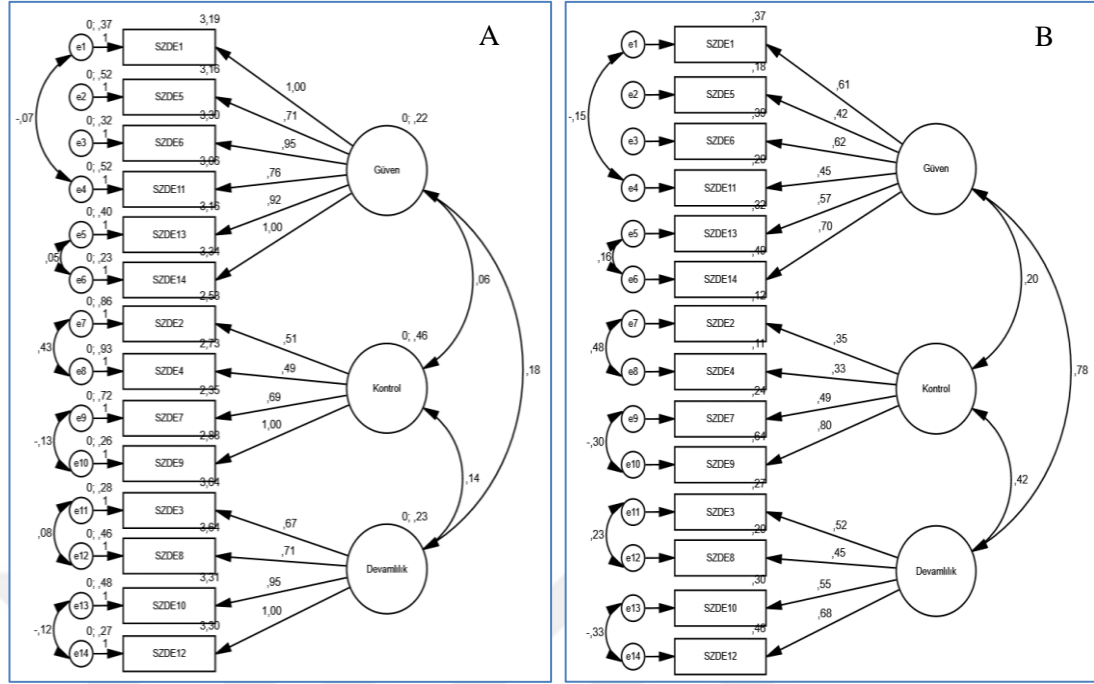 A
0; ,37
3,19
e1
1
SZDE1
0; ,52
3,16
e2
1
SZDE5
0; ,32
3,30
e3
1
SZDE6
0; ,52
3,06
e4
1
SZDE11
0; ,40
3,16
e5
1
SZDE13
0; ,23
3,34
e6
1
SZDE14
0; ,86
2,58
e7
1
SZDE2
0; ,93
2,73
e8
1
SZDE4
0; ,72
2,35
e9
1
SZDE7
0; ,26
2,88
e10
1
SZDE9
0; ,28
3,64
e11
1
SZDE3
0; ,46
3,64
e12
1
SZDE8
0; ,48
3,31
e13
1
SZDE10
0; ,27
3,30
e14
1
SZDE12
-,07
,05
,43
-,13
,08
-,12
1,00
,71
,95
,76
,92
1,00
,51
,49
,69
1,00
,67
,71
,95
1,00
0; ,22
Güven
0; ,46
Kontrol
0; ,23
Devamlılık
,06
,14
,18
B
,37
e1
SZDE1
,18
e2
SZDE5
,39
e3
SZDE6
,20
e4
SZDE11
,32
e5
SZDE13
,49
e6
SZDE14
,12
e7
SZDE2
,11
e8
SZDE4
,24
e9
SZDE7
,64
e10
SZDE9
,27
e11
SZDE3
,20
e12
SZDE8
,30
e13
SZDE10
,46
e14
SZDE12
-,15
,16
,48
-,30
,23
-,33
,61
,42
,62
,45
,57
,70
,35
,33
,49
,80
,52
,45
,55
,68
Güven
Kontrol
Devamlılık
,20
,42
,78